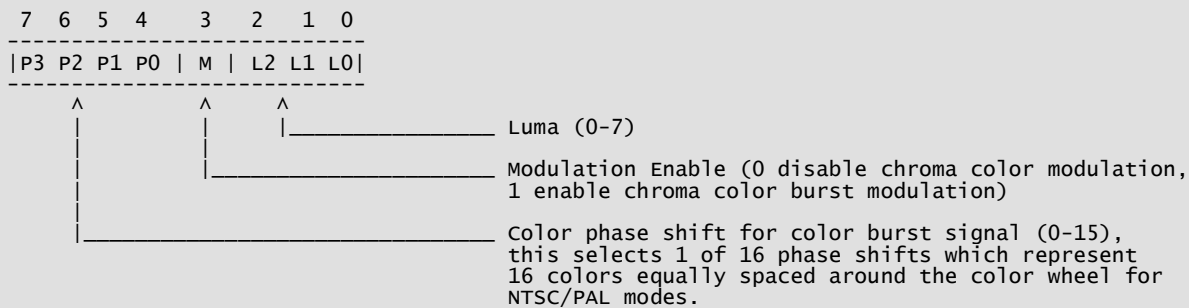 7 6 5 4 3 2 1 0
----------------------------
|P3 P2 P1 P0 | M | L2 L1 L0|
----------------------------
^ ^ ^
| | |________________ Luma (0-7)
| |
| |______________________ Modulation Enable (0 disable chroma color modulation,
| 1 enable chroma color burst modulation)
|
|________________________________ Color phase shift for color burst signal (0-15),
this selects 1 of 16 phase shifts which represent
16 colors equally spaced around the color wheel for
NTSC/PAL modes.